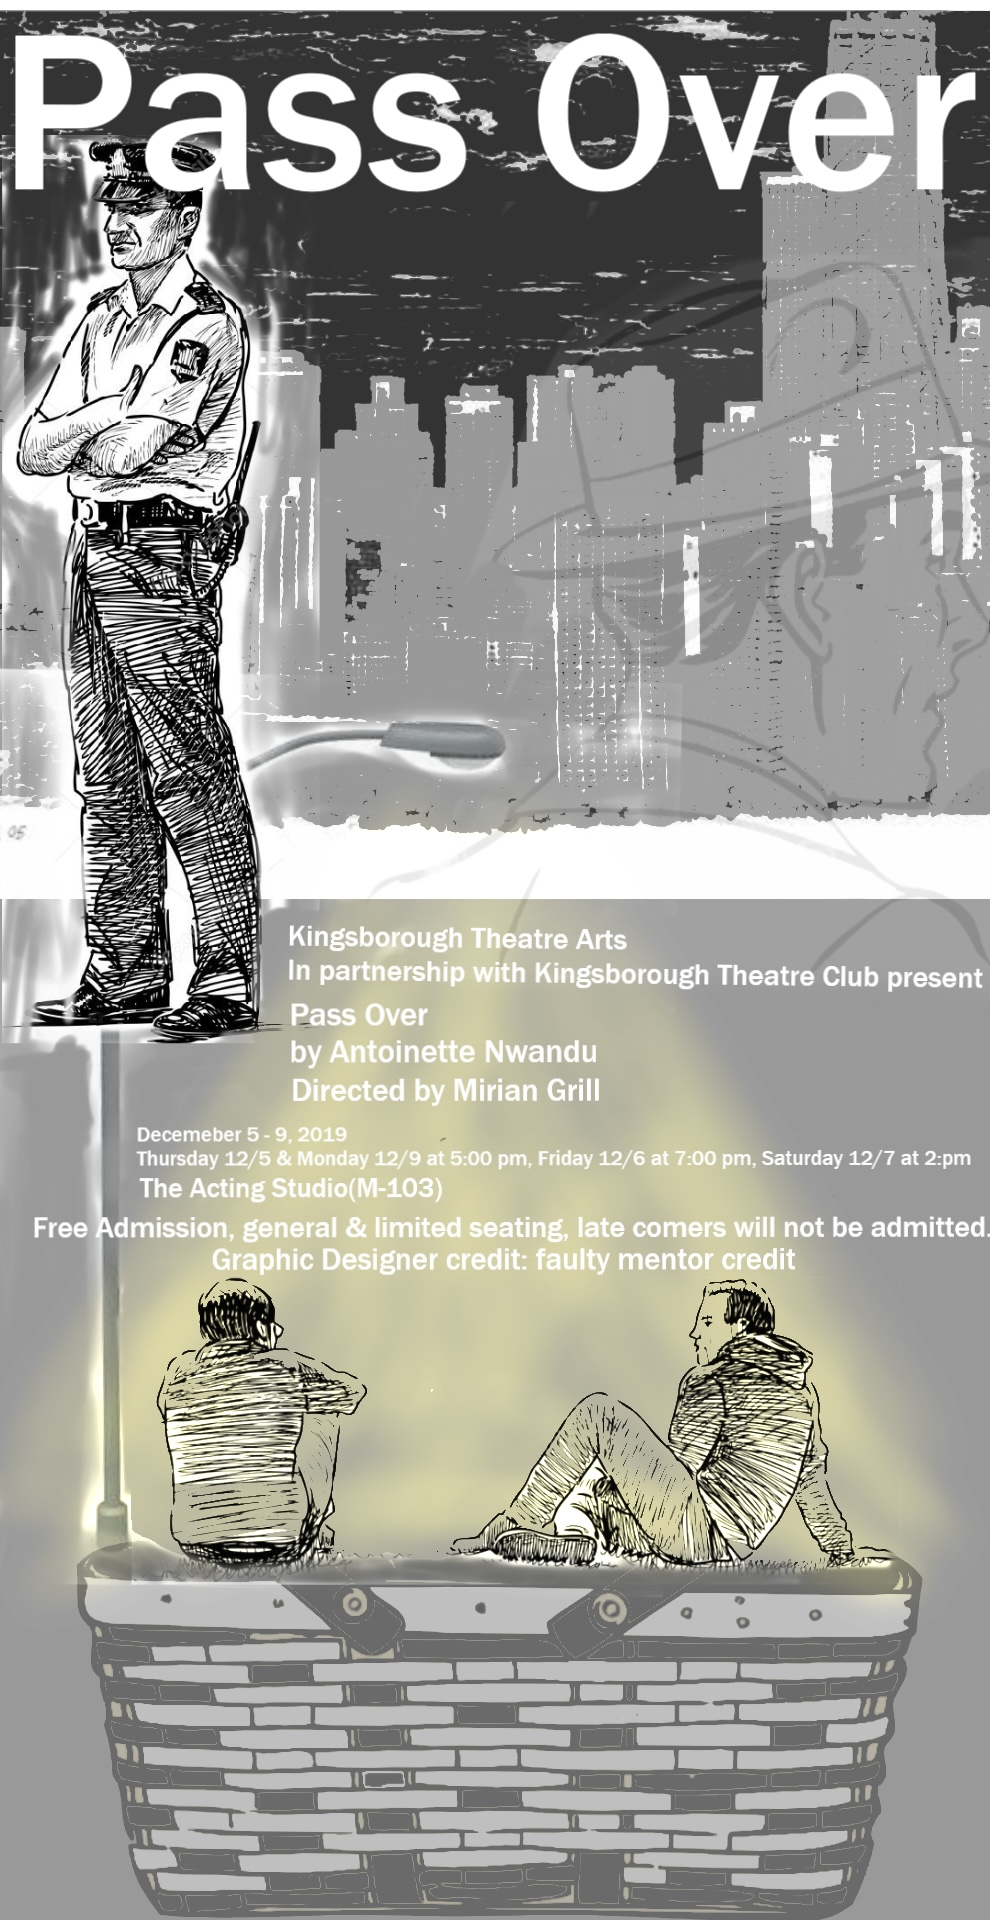 Pass Over
05
Kingsborough Theatre Arts
In partnership with Kingsborough Theatre Club present
Pass Over
by Antoinette Nwandu
Directed by Mirian Grill
Decemeber 5 - 9, 2019
Thursday 12/5 & Monday 12/9 at 5:00 pm, Friday 12/6 at 7:00 pm, Saturday 12/7 at 2:pm
The Acting Studio(M-103)
Free Admission, general & limited seating, late comers will not be admitted.
Graphic Designer credit: faulty mentor credit